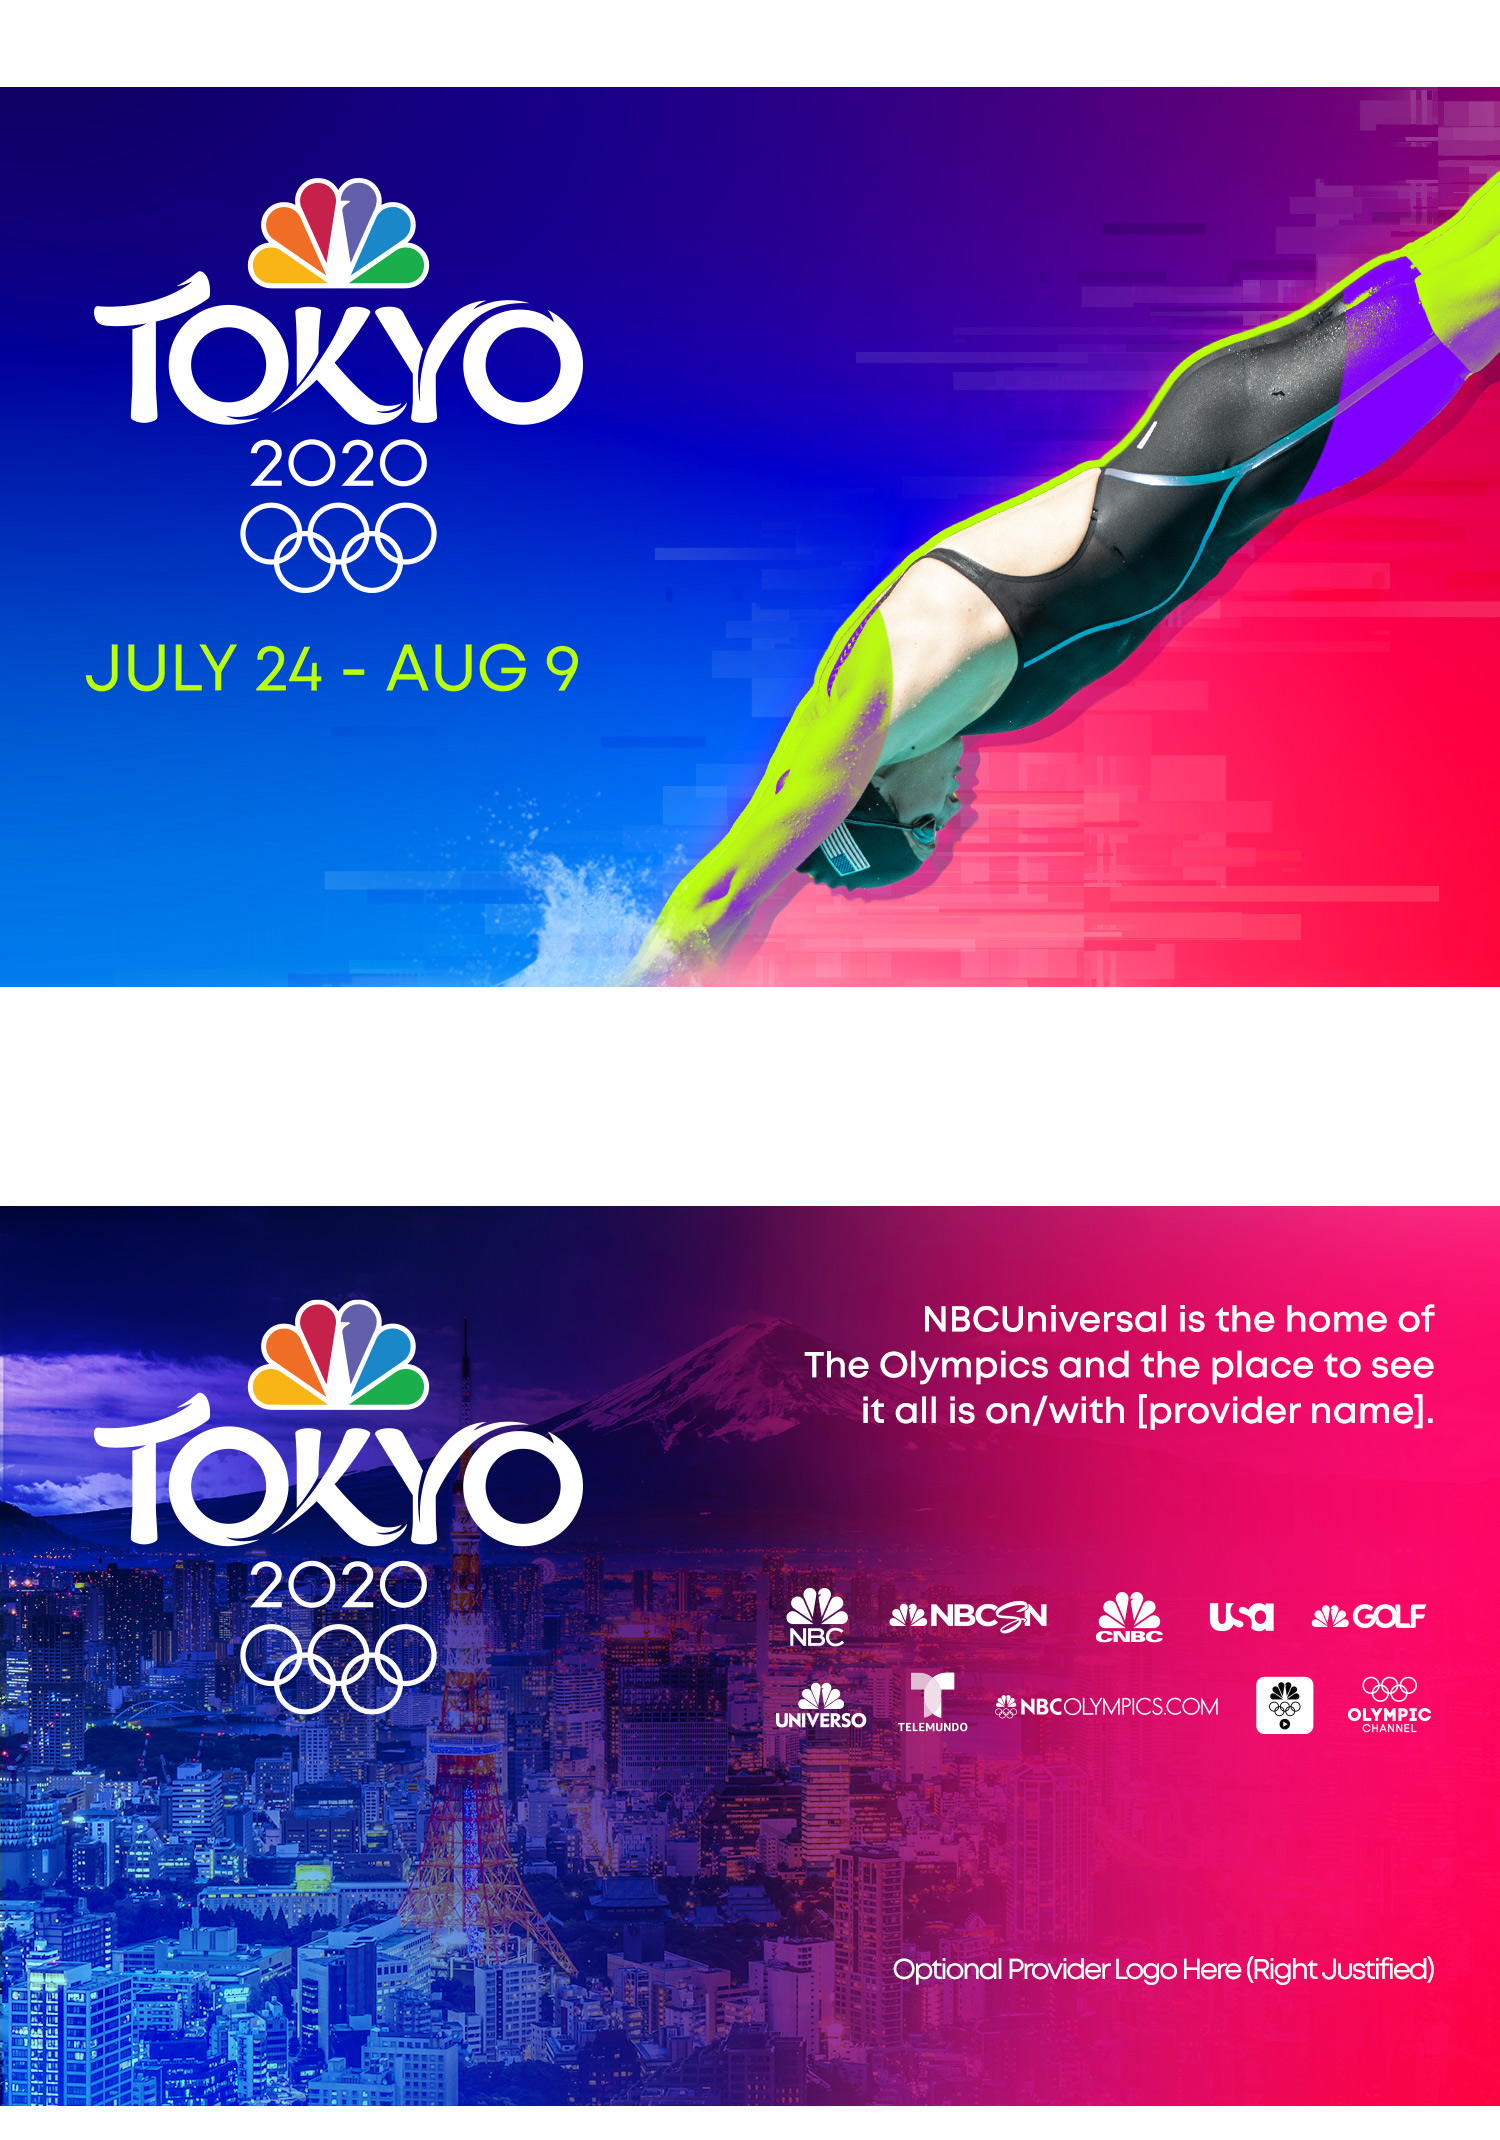 TOKYO
2020
JULY 24 - AUG 9
TOKYO
2020
NBCUniversal is the home of
The Olympics and the place to see
it all is on/with [provider name].
NBC NBCSN CNBC usa GOLF
UNIVERSO TELEMUNDO NBCOLYMPICS.COM OLYMPIC
CHANNEL
Optional Provider Logo Here (Right Justified)